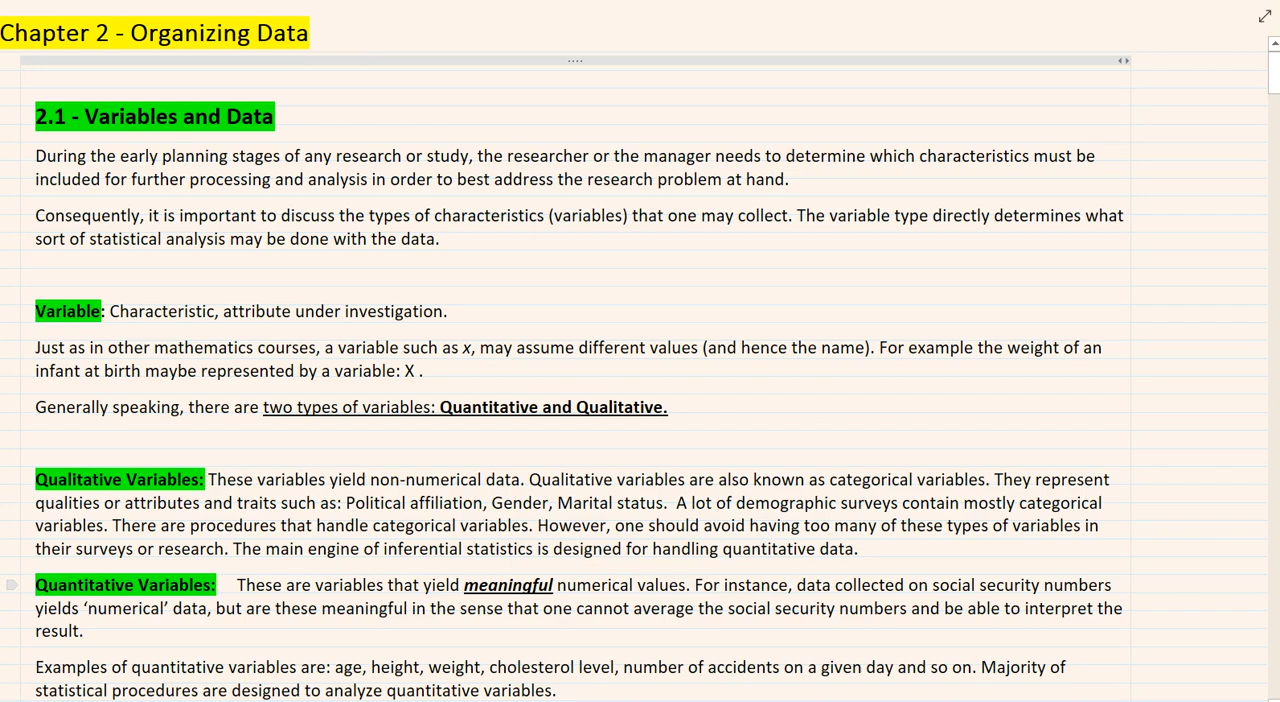 Chapter 2 - Organizing Data
2.1 - Variables and Data
During the early planning stages of any research or study, the researcher or the manager needs to determine which characteristics must be
included for further processing and analysis in order to best address the research problem at hand.
Consequently, it is important to discuss the types of characteristics (variables) that one may collect. The variable type directly determines what
sort of statistical analysis may be done with the data.
Variable: Characteristic, attribute under investigation.
Just as in other mathematics courses, a variable such as x, may assume different values (and hence the name). For example the weight of an
infant at birth maybe represented by a variable: X .
Generally speaking, there are two types of variables: Quantitative and Qualitative.
Qualitative Variables: These variables yield non-numerical data. Qualitative variables are also known as categorical variables. They represent
qualities or attributes and traits such as: Political affiliation, Gender, Marital status. A lot of demographic surveys contain mostly categorical
variables. There are procedures that handle categorical variables. However, one should avoid having too many of these types of variables in
their surveys or research. The main engine of inferential statistics is designed for handling quantitative data.
Quantitative Variables: These are variables that yield meaningful numerical values. For instance, data collected on social security numbers
yields ‘numerical’ data, but are these meaningful in the sense that one cannot average the social security numbers and be able to interpret the
result.
Examples of quantitative variables are: age, height, weight, cholesterol level, number of accidents on a given day and so on. Majority of
statistical procedures are designed to analyze quantitative variables.